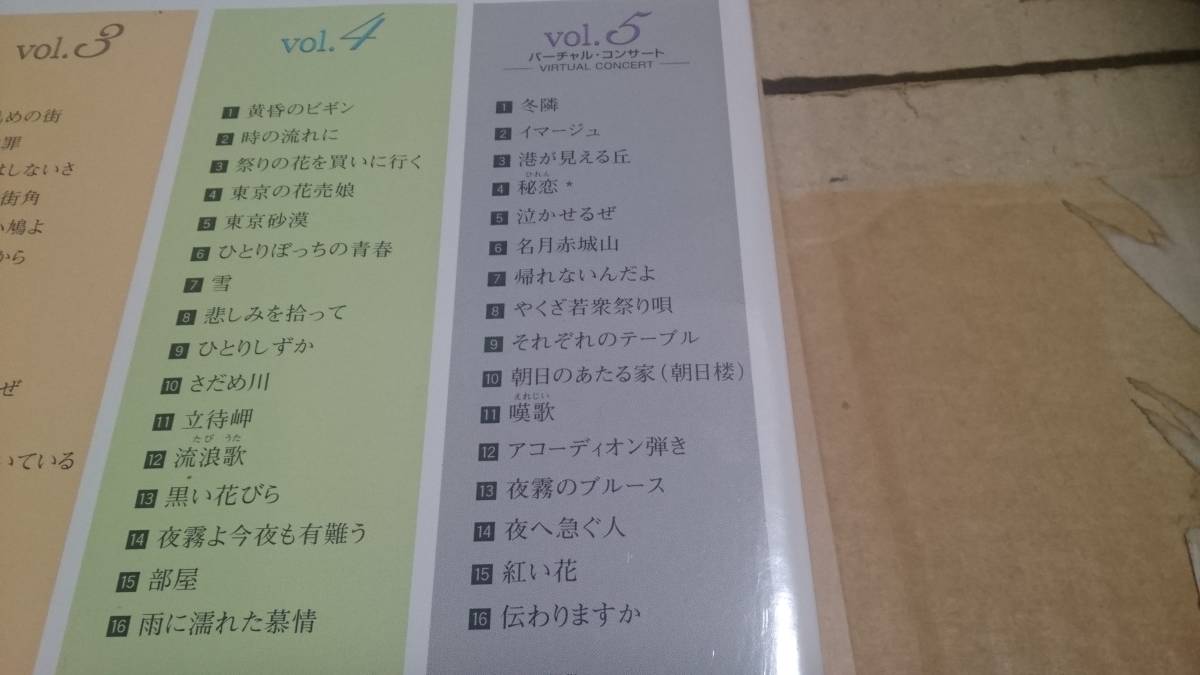 vol.3
めの街
罪
はしないさ
街角
い鳩よ
から
ぜ
いている
vol.4
1 黄昏のビギン
2 時の流れに
3 祭りの花を買いに行く
4 東京の花売娘
5 東京砂漠
6 ひとりぼっちの青春
7 雪
8 悲しみを拾って
9 ひとりしずか
10 さだめ川
11 立待岬
たび うた
12 流浪歌
13 黒い花びら
14 夜霧よ今夜も有難う
15 部屋
16 雨に濡れた慕情
vol.5
バーチャル・コンサート
VIRTUAL CONCERT
1 冬隣
2 イマージュ
3 港が見える丘
ひれん
4 秘恋 *
5 泣かせるぜ
6 名月赤城山
7 帰れないんだよ
8 やくざ若衆祭り唄
9 それぞれのテーブル
10 朝日のあたる家（朝日楼）
えれじい
11 嘆歌
12 アコーディオン弾き
13 夜霧のブルース
14 夜へ急ぐ人
15 紅い花
16 伝わりますか